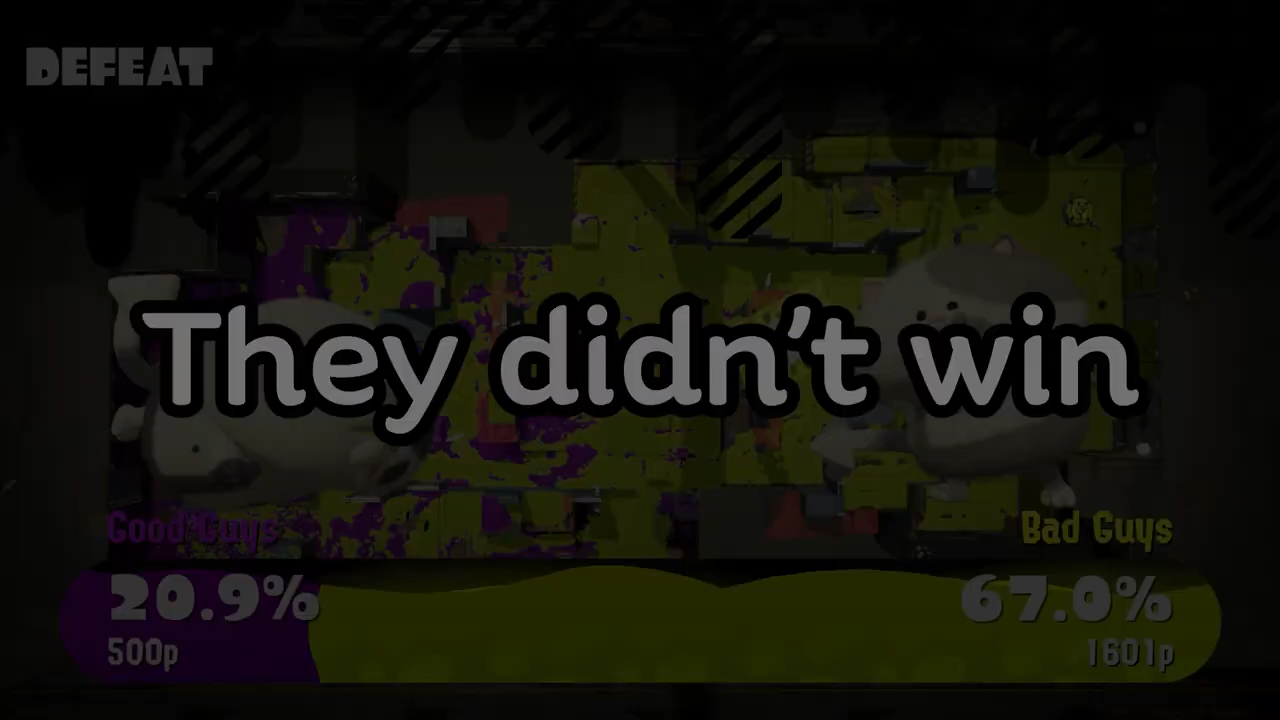 DEFEAT
They didn't win
Good Guys
Bad Guys
20.9%
67.0%
500p
1601p